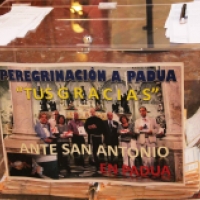 PEREGRINACIÓN A PADUA
"TUS GRACIAS"
ANTE SAN ANTONIO
EN PADUA